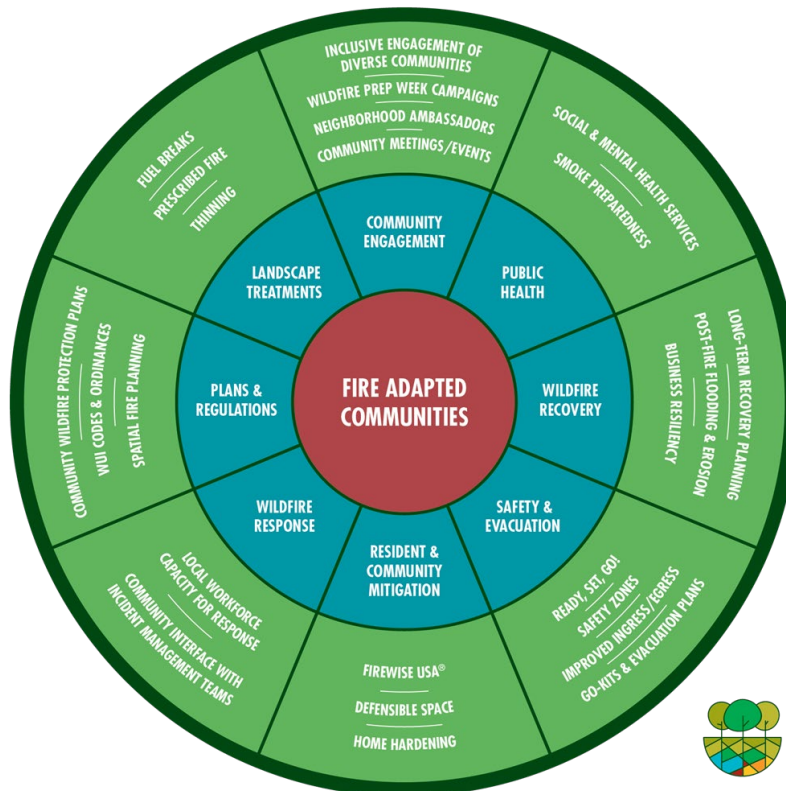 FIRE ADAPTED
COMMUNITIES
COMMUNITY
ENGAGEMENT
INCLUSIVE ENGAGEMENT OF
DIVERSE COMMUNITIES
WILDFIRE PREP WEEK CAMPAIGNS
NEIGHBORHOOD AMBASSADORS
COMMUNITY MEETINGS/EVENTS
PUBLIC
HEALTH
SOCIAL & MENTAL HEALTH SERVICES
SMOKE PREPAREDNESS
WILDFIRE
RECOVERY
LONG-TERM RECOVERY PLANNING
POST-FIRE FLOODING & EROSION
BUSINESS RESILIENCY
SAFETY &
EVACUATION
READY, SET, GO!
SAFETY ZONES
IMPROVED INGRESS/EGRESS
GO-KITS & EVACUATION PLANS
RESIDENT &
COMMUNITY
MITIGATION
FIREWISE USA®
DEFENSIBLE SPACE
HOME HARDENING
WILDFIRE
RESPONSE
LOCAL WORKFORCE
CAPACITY FOR RESPONSE
COMMUNITY INTERFACE WITH
INCIDENT MANAGEMENT TEAMS
PLANS &
REGULATIONS
COMMUNITY WILDFIRE PROTECTION PLANS
WUI CODES & ORDINANCES
SPATIAL FIRE PLANNING
LANDSCAPE
TREATMENTS
FUEL BREAKS
PRESCRIBED FIRE
THINNING